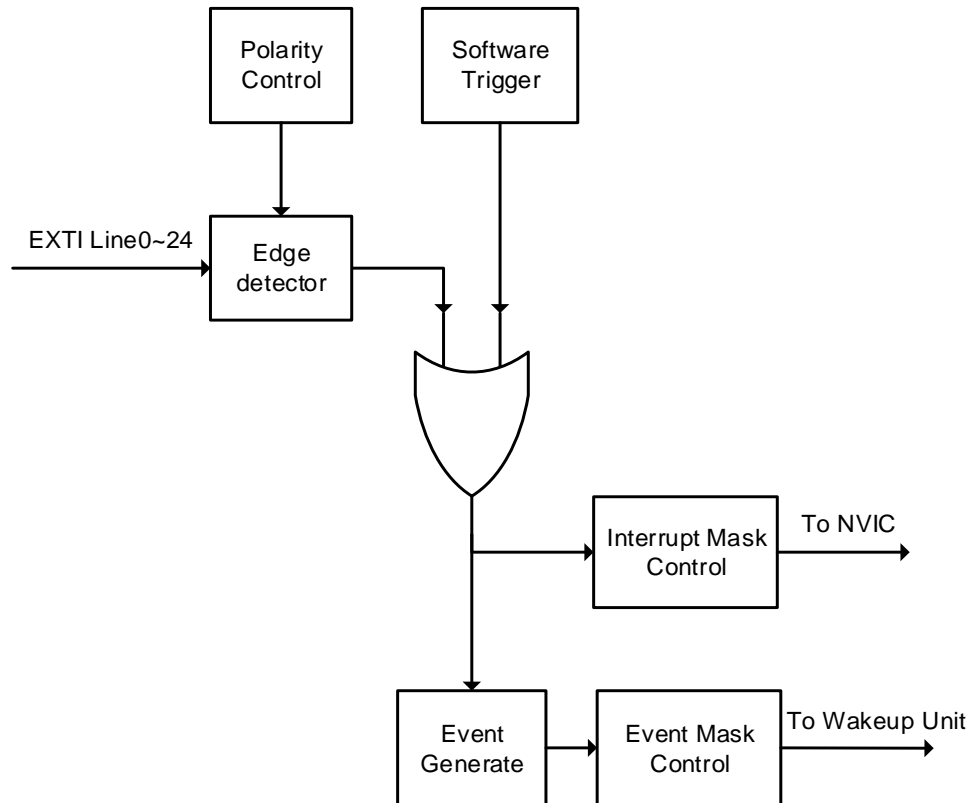 Polarity
Control
Software
Trigger
EXTI Line0~24
Edge
detector
Interrupt Mask
Control
To NVIC
Event
Generate
Event Mask
Control
To Wakeup Unit